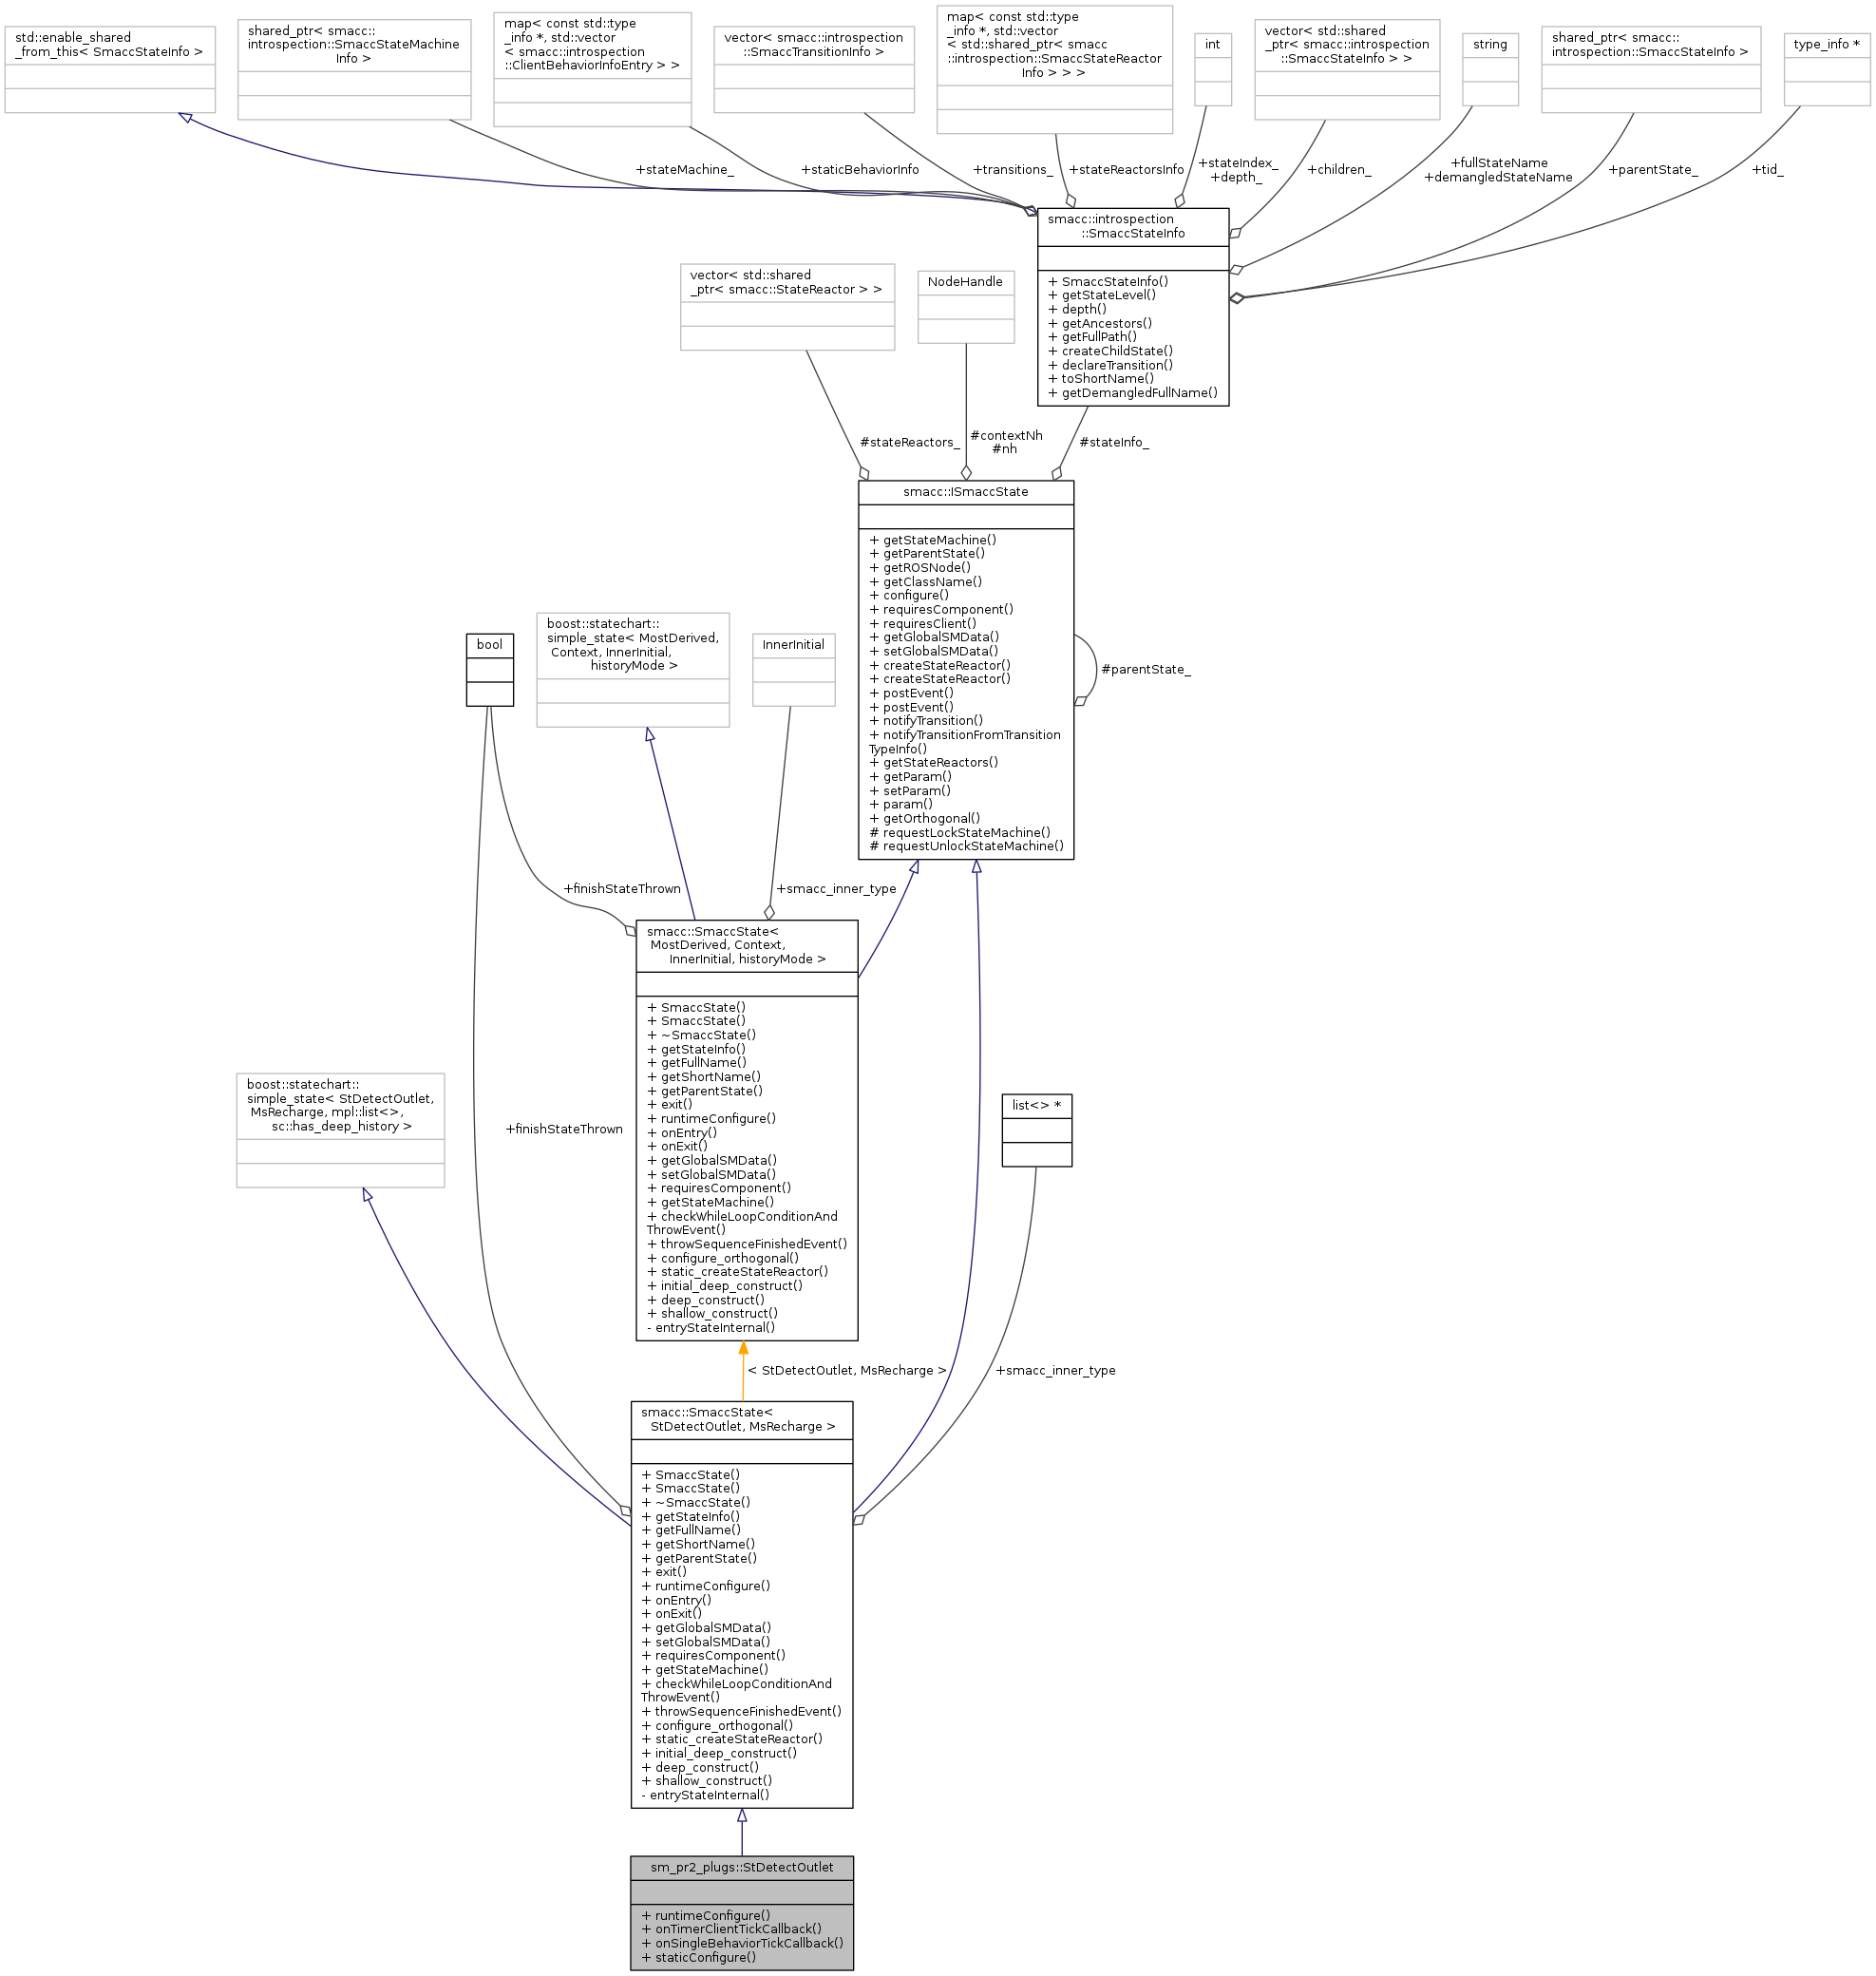 std::enable_shared
_from_this< SmaccStateInfo >
shared_ptr< smacc::
introspection::SmaccStateMachine
Info >
map< const std::type
_info *, std::vector
< smacc::introspection
::ClientBehaviorInfoEntry > >
vector< smacc::introspection
::SmaccTransitionInfo >
map< const std::type
_info *, std::vector
< std::shared_ptr< smacc
::introspection::SmaccStateReactor
Info > > >
int
vector< std::shared
_ptr< smacc::introspection
::SmaccStateInfo > >
string
shared_ptr< smacc::
introspection::SmaccStateInfo >
type_info *
+stateMachine_
+staticBehaviorInfo
+transitions_
+stateReactorsInfo
+stateIndex_
+depth_
+children_
+fullStateName
+demangledStateName
+parentState_
+tid_
smacc::introspection
::SmaccStateInfo
+ SmaccStateInfo()
+ getStateLevel()
+ depth()
+ getAncestors()
+ getFullPath()
+ createChildState()
+ declareTransition()
+ toShortName()
+ getDemangledFullName()
vector< std::shared
_ptr< smacc::StateReactor > >
NodeHandle
#stateReactors_
#contextNh
#nh
#stateInfo_
smacc::ISmaccState
+ getStateMachine()
+ getParentState()
+ getROSNode()
+ getClassName()
+ configure()
+ requiresComponent()
+ requiresClient()
+ getGlobalSMData()
+ setGlobalSMData()
+ createStateReactor()
+ createStateReactor()
+ postEvent()
+ postEvent()
+ notifyTransition()
+ notifyTransitionFromTransition
TypeInfo()
+ getStateReactors()
+ getParam()
+ setParam()
+ param()
+ getOrthogonal()
# requestLockStateMachine()
# requestUnlockStateMachine()
#parentState_
bool
boost::statechart::
simple_state< MostDerived,
Context, InnerInitial,
historyMode >
InnerInitial
+finishStateThrown
+smacc_inner_type
smacc::SmaccState<
MostDerived, Context,
InnerInitial, historyMode >
+ SmaccState()
+ SmaccState()
+ ~SmaccState()
+ getStateInfo()
+ getFullName()
+ getShortName()
+ getParentState()
+ exit()
+ runtimeConfigure()
+ onEntry()
+ onExit()
+ getGlobalSMData()
+ setGlobalSMData()
+ requiresComponent()
+ getStateMachine()
+ checkWhileLoopConditionAnd
ThrowEvent()
+ throwSequenceFinishedEvent()
+ configure_orthogonal()
+ static_createStateReactor()
+ initial_deep_construct()
+ deep_construct()
+ shallow_construct()
- entryStateInternal()
boost::statechart::
simple_state< StDetectOutlet,
MsRecharge, mpl::list<>,
sc::has_deep_history >
+finishStateThrown
list<> *
< StDetectOutlet, MsRecharge >
+smacc_inner_type
smacc::SmaccState<
StDetectOutlet, MsRecharge >
+ SmaccState()
+ SmaccState()
+ ~SmaccState()
+ getStateInfo()
+ getFullName()
+ getShortName()
+ getParentState()
+ exit()
+ runtimeConfigure()
+ onEntry()
+ onExit()
+ getGlobalSMData()
+ setGlobalSMData()
+ requiresComponent()
+ getStateMachine()
+ checkWhileLoopConditionAnd
ThrowEvent()
+ throwSequenceFinishedEvent()
+ configure_orthogonal()
+ static_createStateReactor()
+ initial_deep_construct()
+ deep_construct()
+ shallow_construct()
- entryStateInternal()
sm_pr2_plugs::StDetectOutlet
+ runtimeConfigure()
+ onTimerClientTickCallback()
+ onSingleBehaviorTickCallback()
+ staticConfigure()